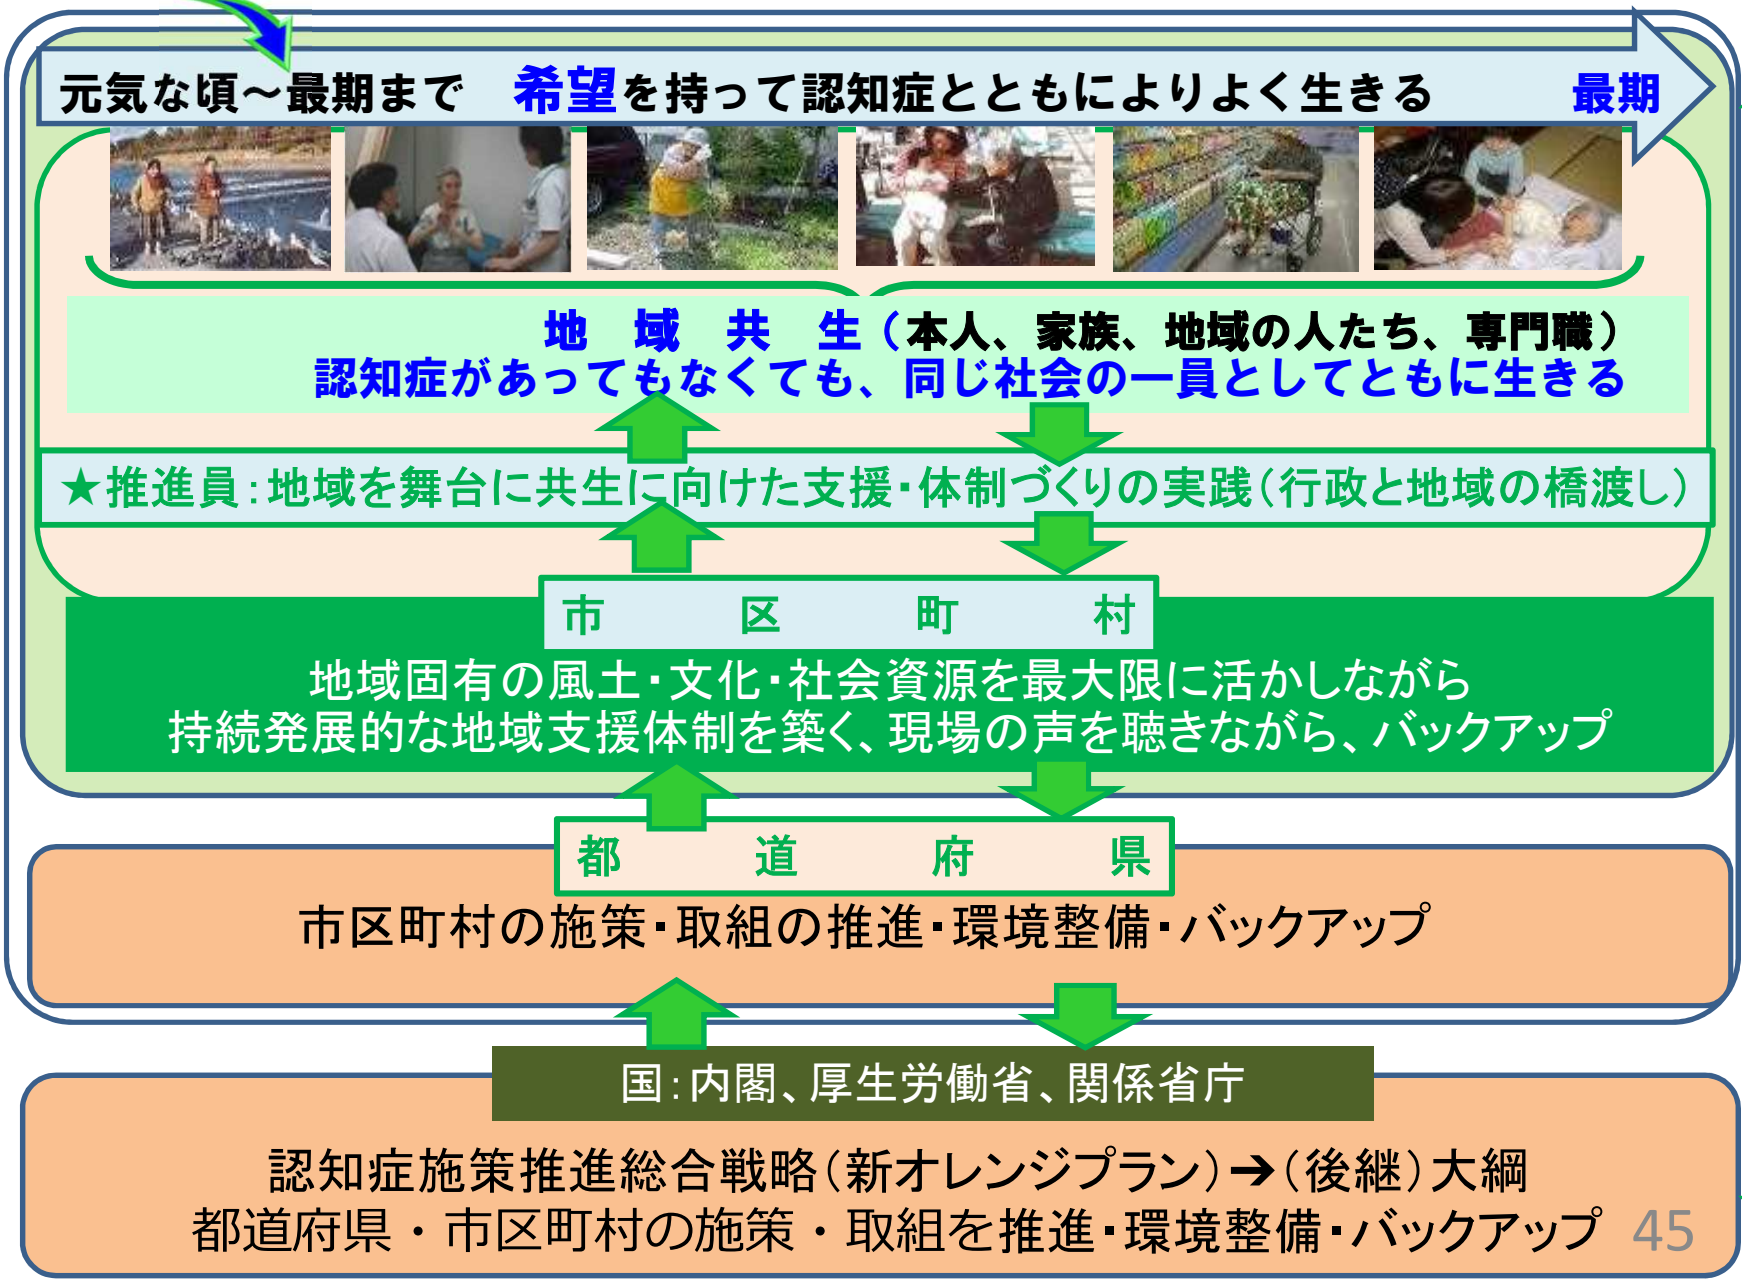 元気な頃～最期まで　希望を持って認知症とともによりよく生きる　最期
地　域　共　生（本人、家族、地域の人たち、専門職）
認知症があってもなくても、同じ社会の一員としてともに生きる
★推進員：地域を舞台に共生に向けた支援・体制づくりの実践（行政と地域の橋渡し）
市　区　町　村
地域固有の風土・文化・社会資源を最大限に活かしながら
持続発展的な地域支援体制を築く、現場の声を聴きながら、バックアップ
都　道　府　県
市区町村の施策・取組の推進・環境整備・バックアップ
国：内閣、厚生労働省、関係省庁
認知症施策推進総合戦略（新オレンジプラン）➔（後継）大綱
都道府県・市区町村の施策・取組を推進・環境整備・バックアップ
45